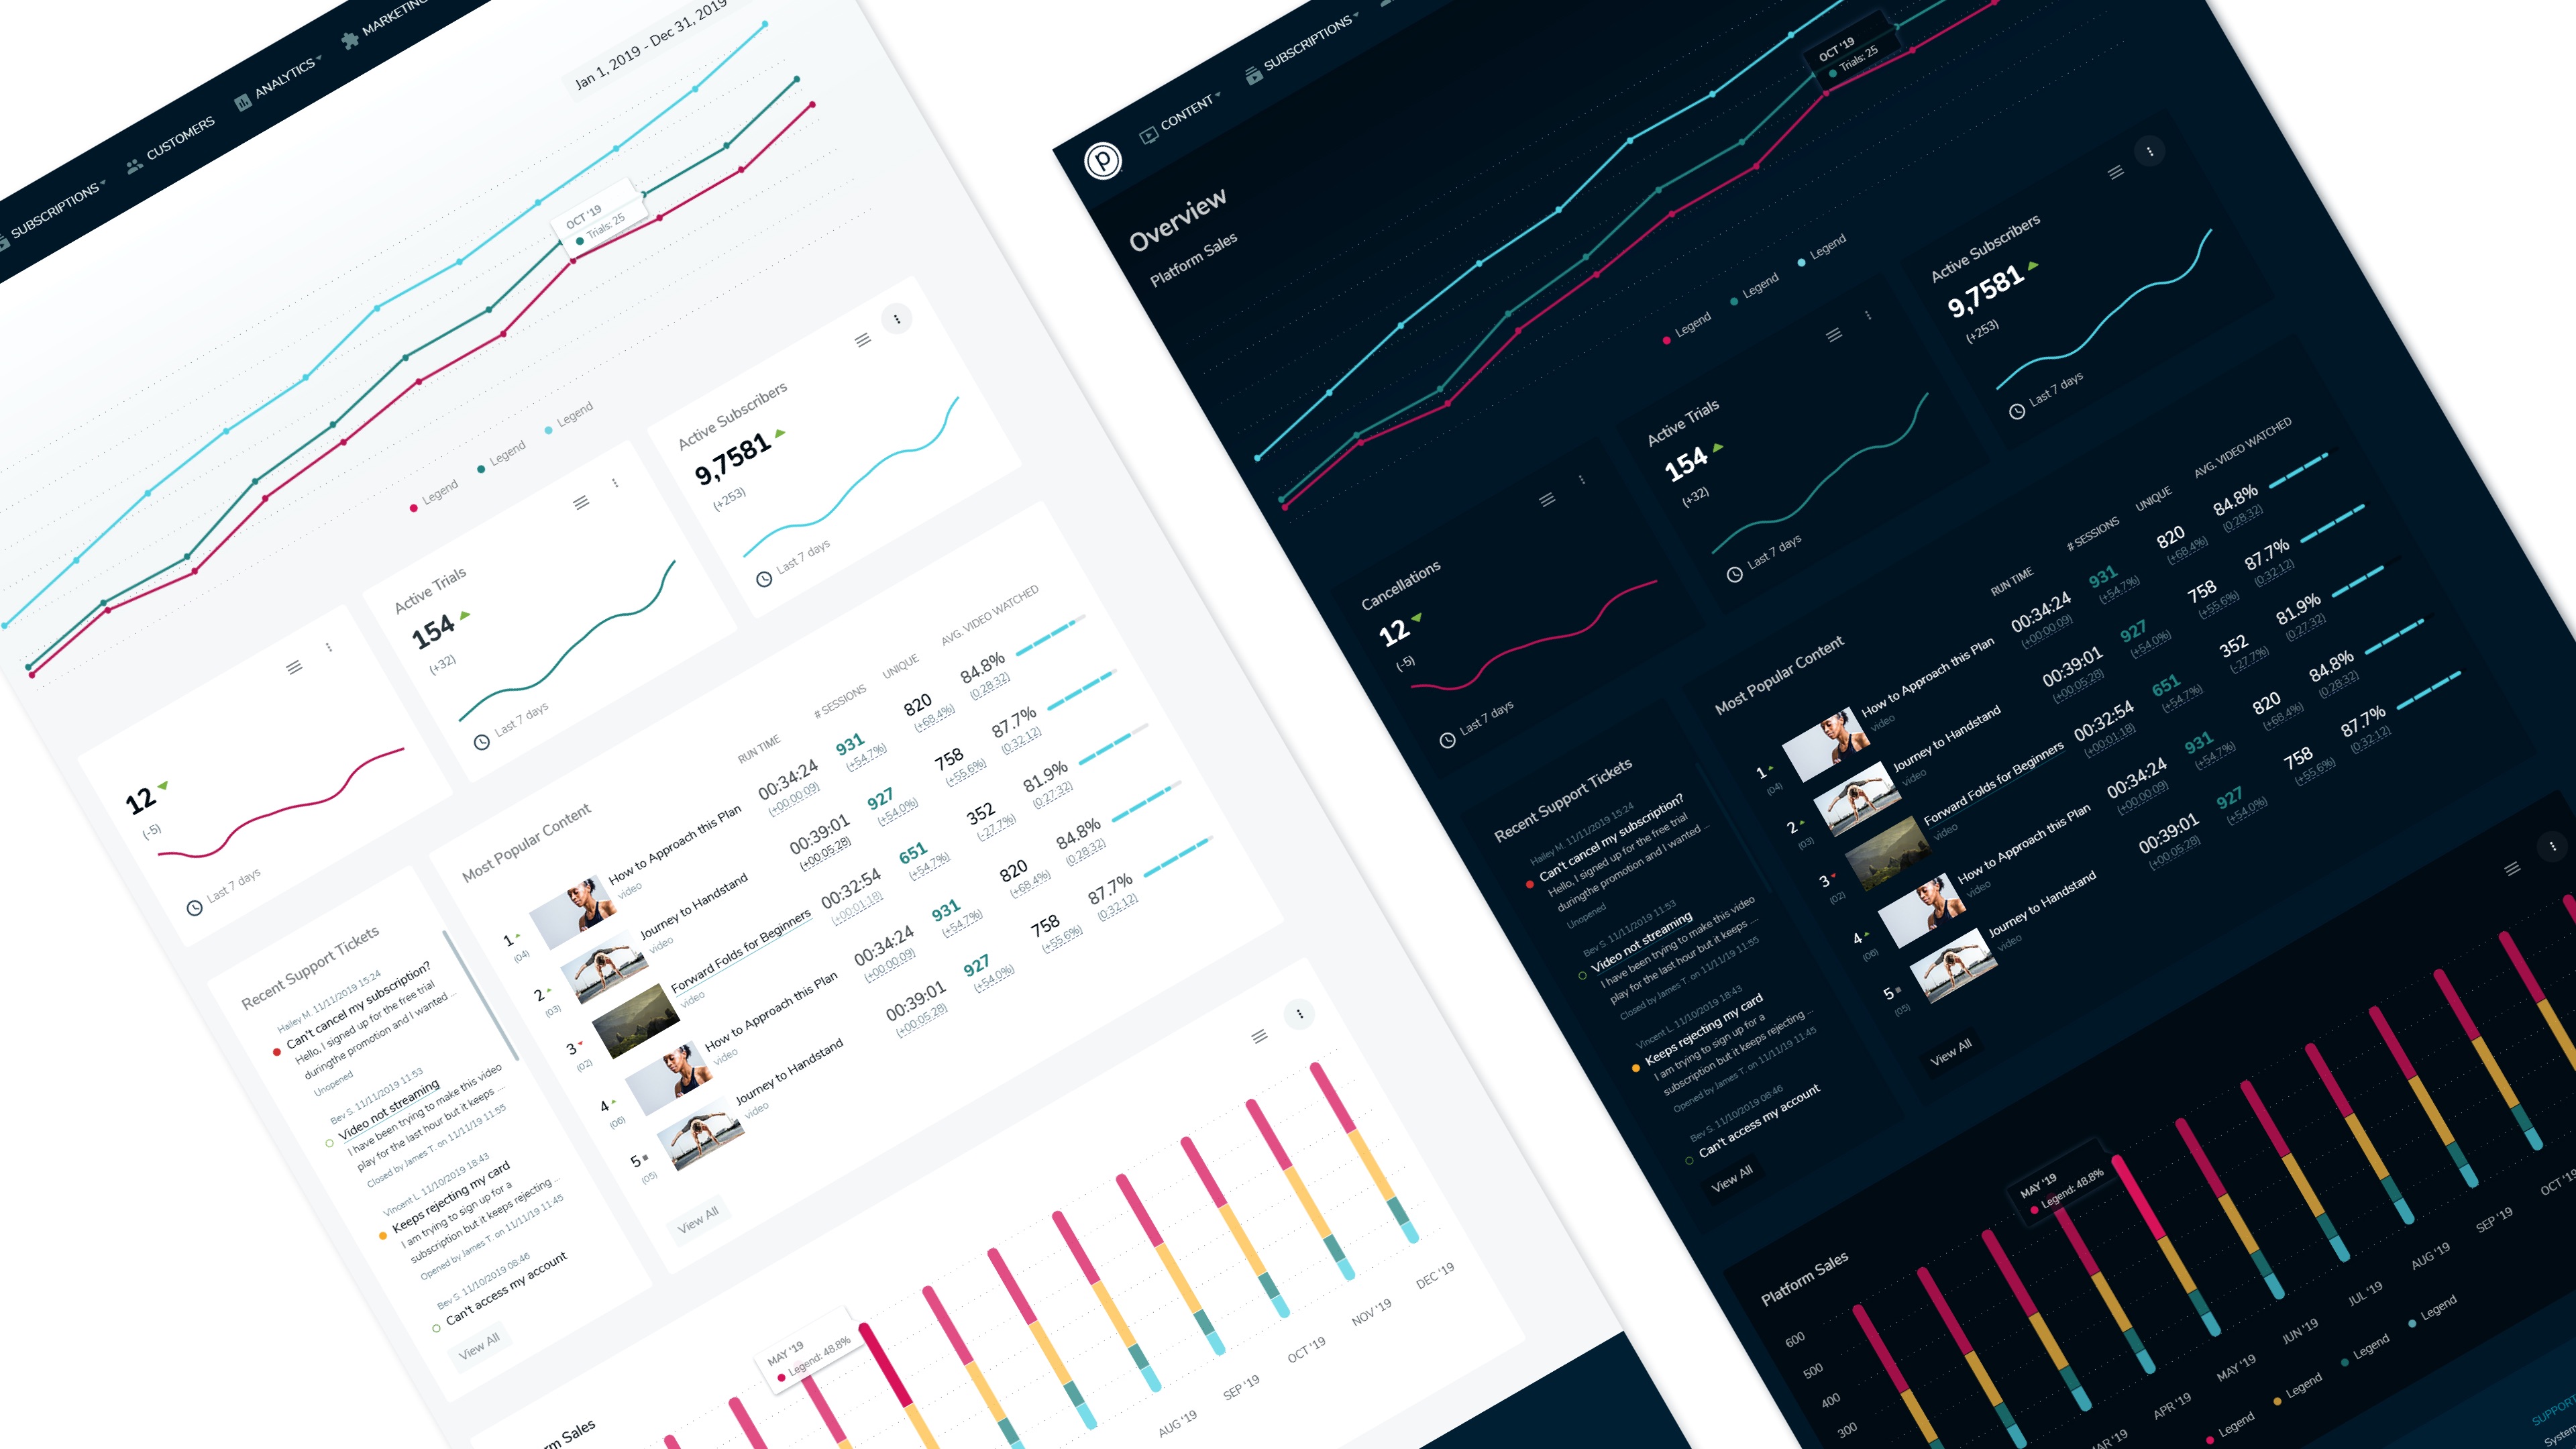 SUBSCRIPTIONS
CUSTOMERS
ANALYTICS
MARKETING
Jan 1, 2019 - Dec 31, 2019
OCT '19
Trials: 25
Legend
Legend
Legend
12
(-5)
Last 7 days
Active Trials
154
(+32)
Last 7 days
Active Subscribers
9,7581
(+253)
Last 7 days
Recent Support Tickets
Hailey M. 11/11/2019 15:24
Can't cancel my subscription?
Hello, I signed up for the free trial
duringthe promotion and I wanted ...
Unopened
Bev S. 11/11/2019 11:53
Video not streaming
I have been trying to make this video
play for the last hour but it keeps ....
Closed by James T. on 11/11/19 11:55
Vincent L. 11/10/2019 18:43
Keeps rejecting my card
I am trying to sign up for a
subscription but it keeps rejecting ...
Opened by James T. on 11/11/19 11:45
Bev S. 11/10/2019 08:46
Can't access my account
View All
Most Popular Content
RUN TIME
# SESSIONS
UNIQUE
AVG. VIDEO WATCHED
1
(04)
How to Approach this Plan
video
00:34:24
(+00:00:09)
931
(+54.7%)
820
(+68.4%)
84.8%
(0:28:32)
2
(03)
Journey to Handstand
video
00:39:01
(+00:05:28)
927
(+54.0%)
758
(+55.6%)
87.7%
(0:32:12)
3
(02)
Forward Folds for Beginners
video
00:32:54
(+00:01:18)
651
(+54.7%)
352
(-27.7%)
81.9%
(0:27:32)
4
(06)
How to Approach this Plan
video
00:34:24
(+00:00:09)
931
(+54.7%)
820
(+68.4%)
84.8%
(0:28:32)
5
(05)
Journey to Handstand
video
00:39:01
(+00:05:28)
927
(+54.0%)
758
(+55.6%)
87.7%
(0:32:12)
View All
rm Sales
MAY '19
Legend: 48.8%
AUG '19
SEP '19
OCT '19
NOV '19
DEC '19
p
CONTENT
SUBSCRIPTIONS
Overview
Platform Sales
OCT '19
Trials: 25
Legend
Legend
Legend
Cancellations
12
(-5)
Last 7 days
Active Trials
154
(+32)
Last 7 days
Active Subscribers
9,7581
(+253)
Last 7 days
Recent Support Tickets
Hailey M. 11/11/2019 15:24
Can't cancel my subscription?
Hello, I signed up for the free trial
duringthe promotion and I wanted ...
Unopened
Bev S. 11/11/2019 11:53
Video not streaming
I have been trying to make this video
play for the last hour but it keeps ....
Closed by James T. on 11/11/19 11:55
Vincent L. 11/10/2019 18:43
Keeps rejecting my card
I am trying to sign up for a
subscription but it keeps rejecting ...
Opened by James T. on 11/11/19 11:45
Bev S. 11/10/2019 08:46
Can't access my account
View All
Most Popular Content
RUN TIME
# SESSIONS
UNIQUE
AVG. VIDEO WATCHED
1
(04)
How to Approach this Plan
video
00:34:24
(+00:00:09)
931
(+54.7%)
820
(+68.4%)
84.8%
(0:28:32)
2
(03)
Journey to Handstand
video
00:39:01
(+00:05:28)
927
(+54.0%)
758
(+55.6%)
87.7%
(0:32:12)
3
(02)
Forward Folds for Beginners
video
00:32:54
(+00:01:18)
651
(+54.7%)
352
(-27.7%)
81.9%
(0:27:32)
4
(06)
How to Approach this Plan
video
00:34:24
(+00:00:09)
931
(+54.7%)
820
(+68.4%)
84.8%
(0:28:32)
5
(05)
Journey to Handstand
video
00:39:01
(+00:05:28)
927
(+54.0%)
758
(+55.6%)
87.7%
(0:32:12)
View All
Platform Sales
600
500
400
300
MAY '19
Legend: 48.8%
AR '19
APR '19
MAY '19
JUN '19
JUL '19
AUG '19
SEP '19
OCT '19
Legend
Legend
Legend
Legend
SUPPORT
System